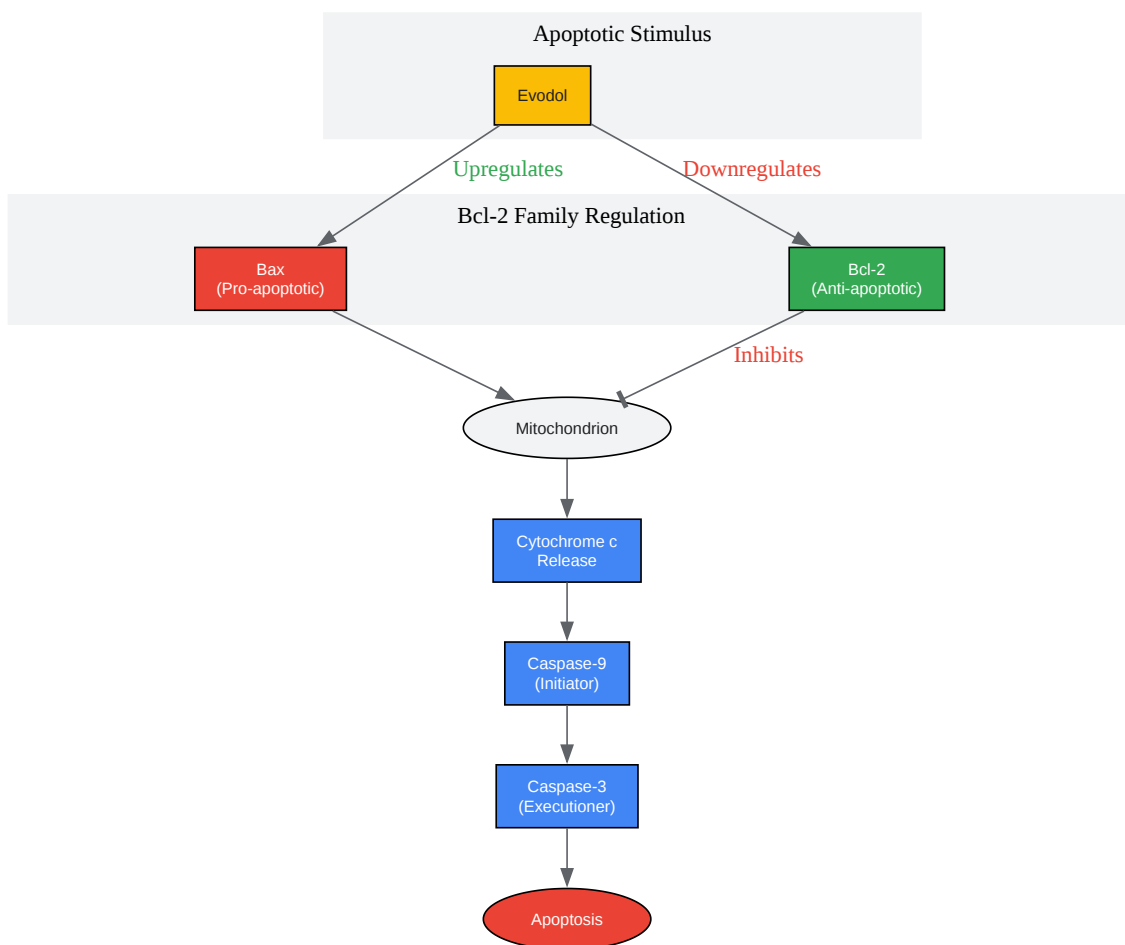 Apoptotic Stimulus
Evodol
Upregulates
Downregulates
Bcl-2 Family Regulation
Bax
(Pro-apoptotic)
Bcl-2
(Anti-apoptotic)
Inhibits
Mitochondrion
Cytochrome c
Release
Caspase-9
(Initiator)
Caspase-3
(Executioner)
Apoptosis